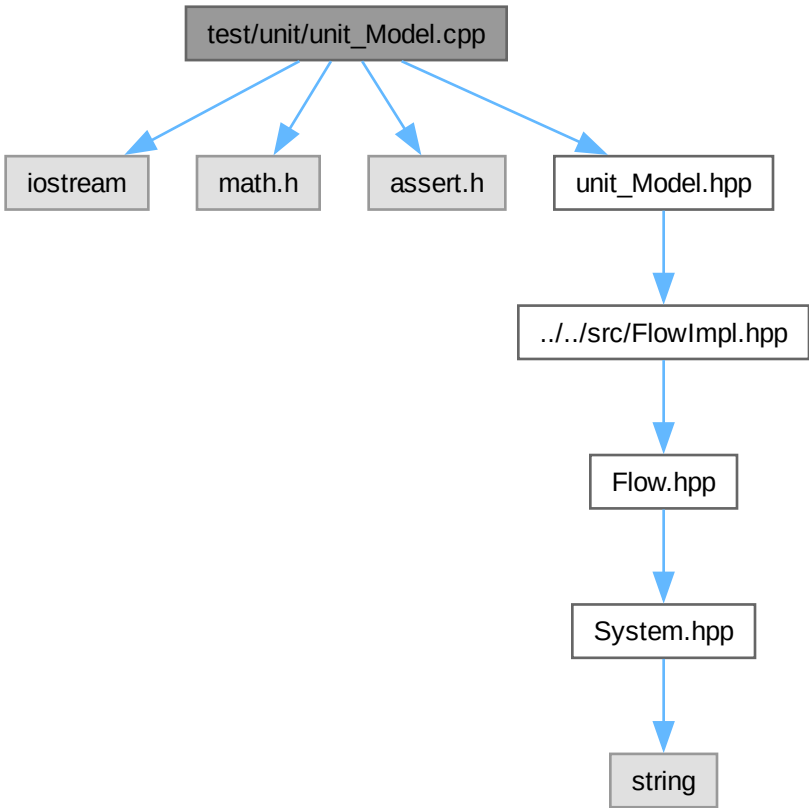 test/unit/unit_Model.cpp
iostream
math.h
assert.h
unit_Model.hpp
../../src/FlowImpl.hpp
Flow.hpp
System.hpp
string